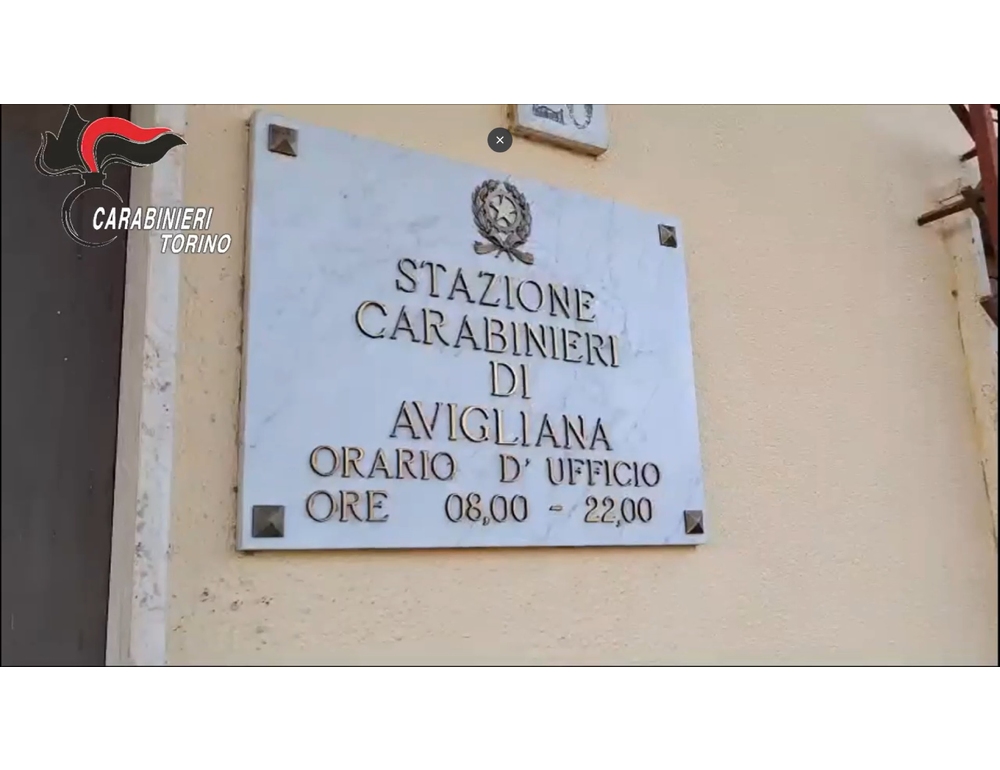 CARABINIERI
TORINO
STAZIONE
CARABINIERI
DI
AVIGLIANA
ORARIO D' UFFICIO
ORE 08,00 - 22,00